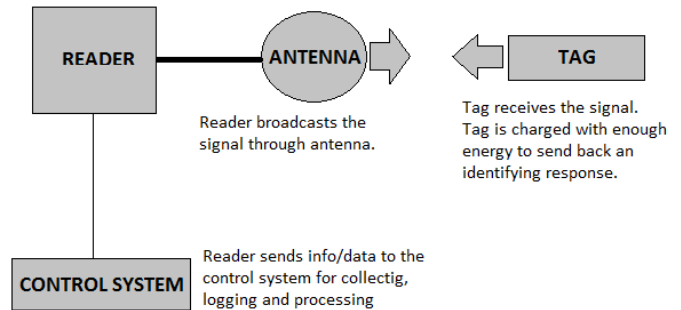 READER
ANTENNA
TAG
Reader broadcasts the
signal through antenna.
Tag receives the signal.
Tag is charged with enough
energy to send back an
identifying response.
CONTROL SYSTEM
Reader sends info/data to the
control system for collectig,
logging and processing